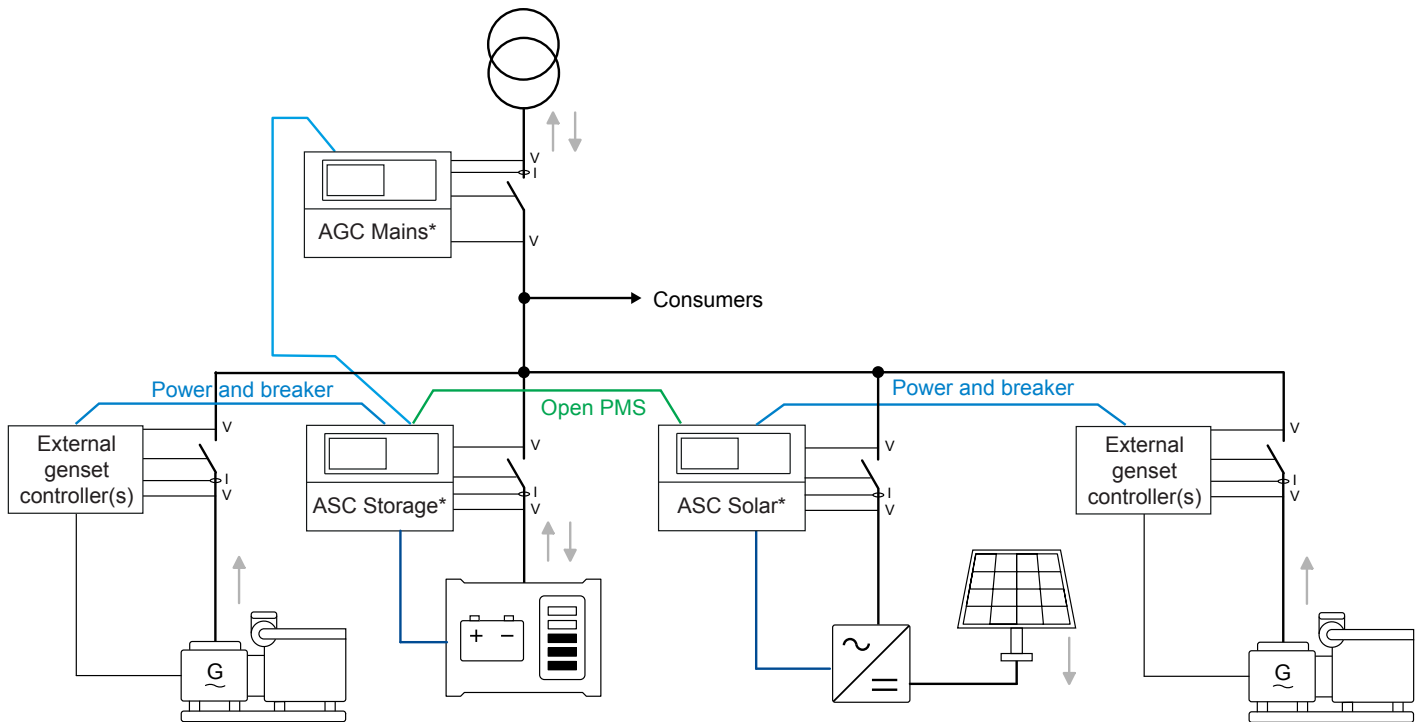 V
I
AGC Mains*
V
Consumers
Power and breaker
Open PMS
Power and breaker
External
genset
controller(s)
V
I
V
ASC Storage*
V
I
V
ASC Solar*
V
I
V
External
genset
controller(s)
V
I
V
G
~
+ −
~
=
G
~